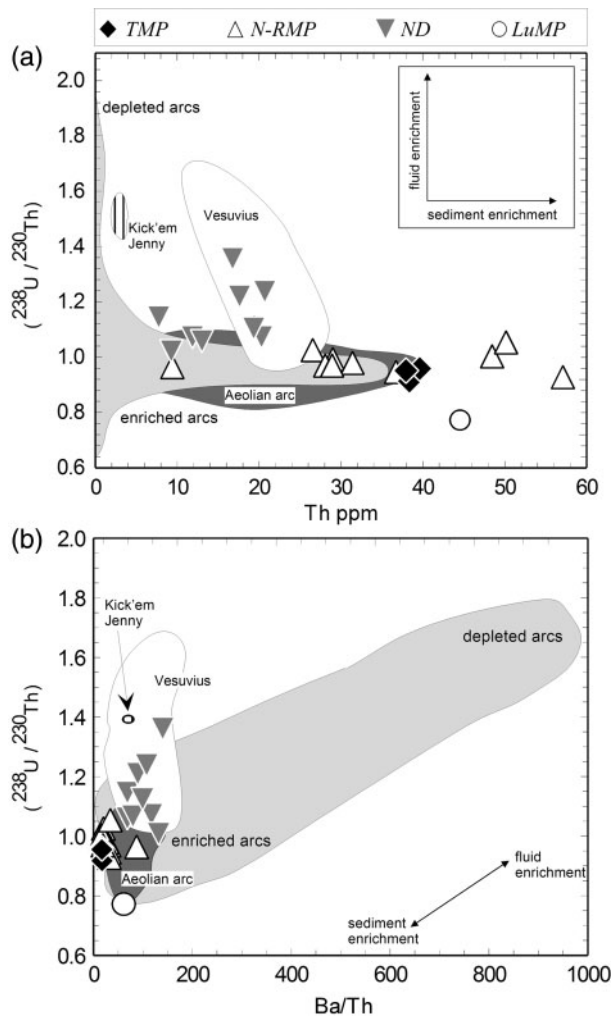 TMP N-RMP ND LuMP
(a)
2.0
1.8
1.6
1.4
1.2
1.0
0.8
0.6
( ²³⁸U / ²³⁰Th)
depleted arcs
Kick'em
Jenny
Vesuvius
fluid enrichment
sediment enrichment
Aeolian arc
enriched arcs
0 10 20 30 40 50 60
Th ppm
(b)
2.0
1.8
1.6
1.4
1.2
1.0
0.8
0.6
( ²³⁸U / ²³⁰Th)
Kick'em
Jenny
Vesuvius
depleted arcs
enriched arcs
Aeolian arc
fluid
enrichment
sediment
enrichment
0 200 400 600 800 1000
Ba/Th